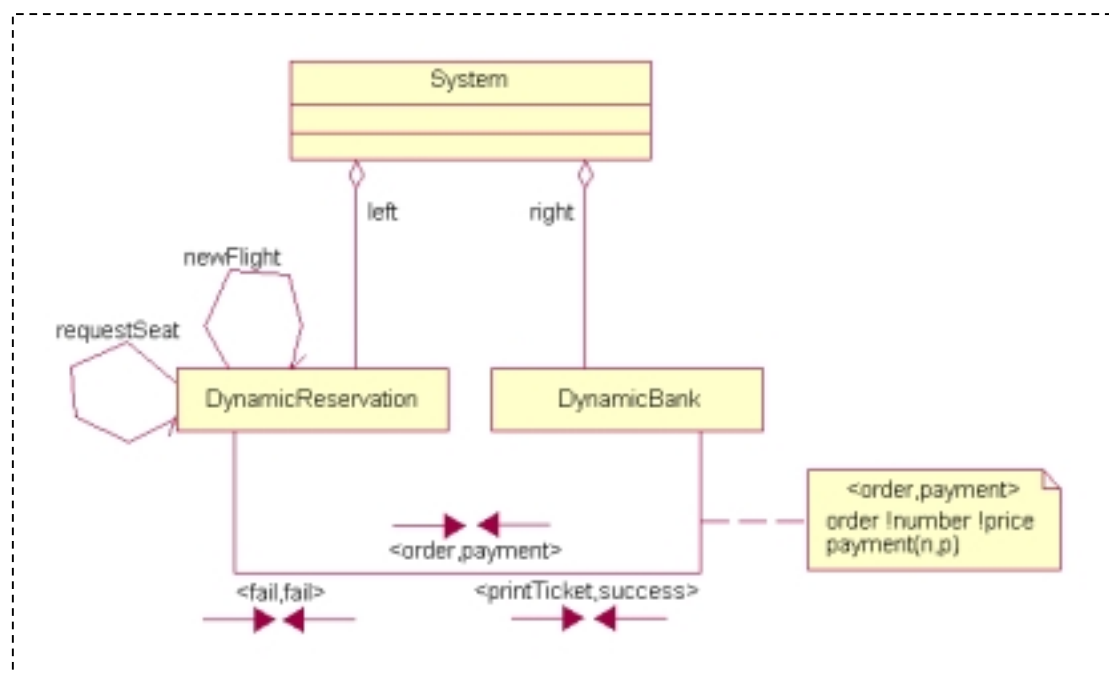 System
left
right
newFlight
requestSeat
DynamicReservation
DynamicBank
<order,payment>
order !number !price
payment(n,p)
<order,payment>
<fail,fail>
<printTicket,success>